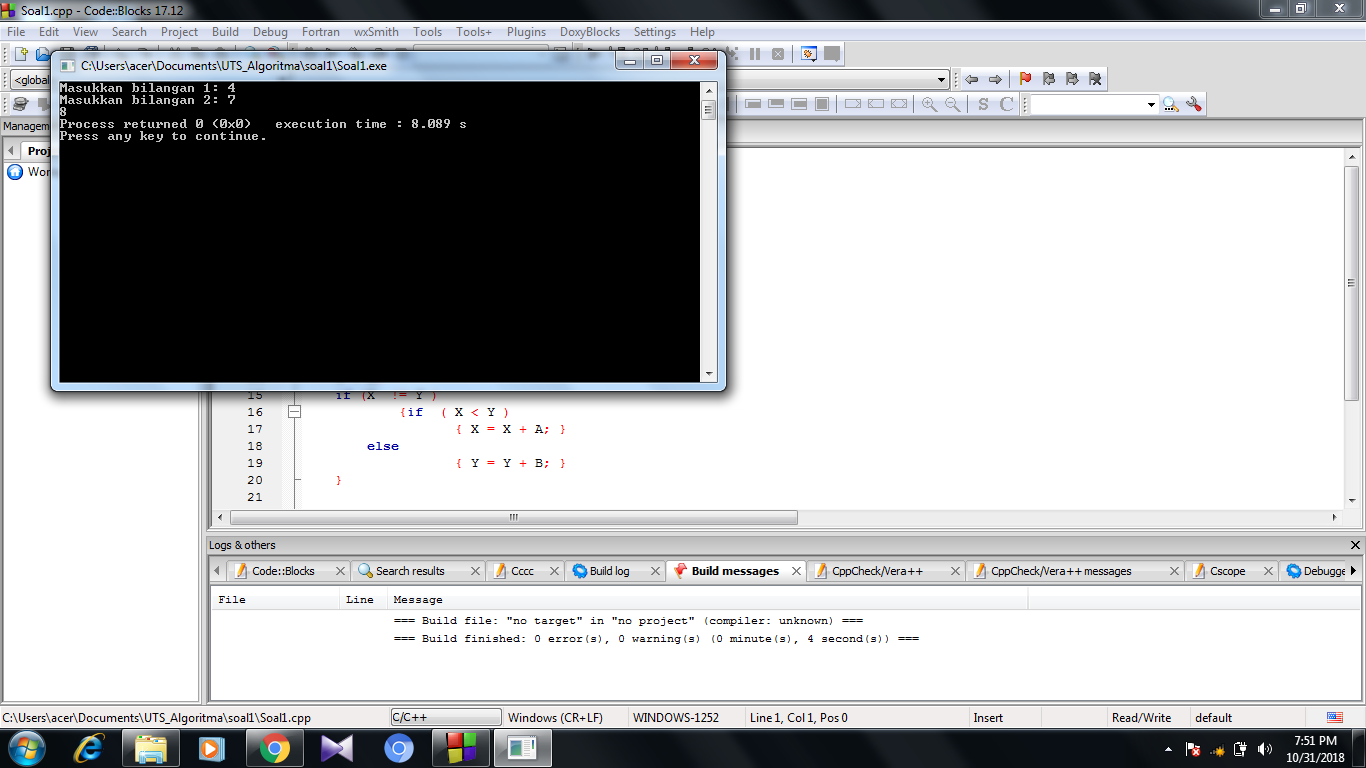 Soal1.cpp - Code::Blocks 17.12
File Edit View Search Project Build Debug Fortran wxSmith Tools Tools+ Plugins DoxyBlocks Settings Help
C:\Users\acer\Documents\UTS_Algoritma\soal1\Soal1.exe
<global
Masukkan bilangan 1: 4
Masukkan bilangan 2: 7
8
Process returned 0 (0x0)   execution time : 8.089 s
Press any key to continue.
S C
Managem
Proj
Wor
15 if (X != Y )
16 {if ( X < Y )
17 { X = X + A; }
18 else
19 { Y = Y + B; }
20 }
21
Logs & others
Code::Blocks Search results Cccc Build log Build messages CppCheck/Vera++ CppCheck/Vera++ messages Cscope Debugge
File Line Message
=== Build file: "no target" in "no project" (compiler: unknown) ===
=== Build finished: 0 error(s), 0 warning(s) (0 minute(s), 4 second(s)) ===
C:\Users\acer\Documents\UTS_Algoritma\soal1\Soal1.cpp C/C++ Windows (CR+LF) WINDOWS-1252 Line 1, Col 1, Pos 0 Insert Read/Write default
7:51 PM
10/31/2018